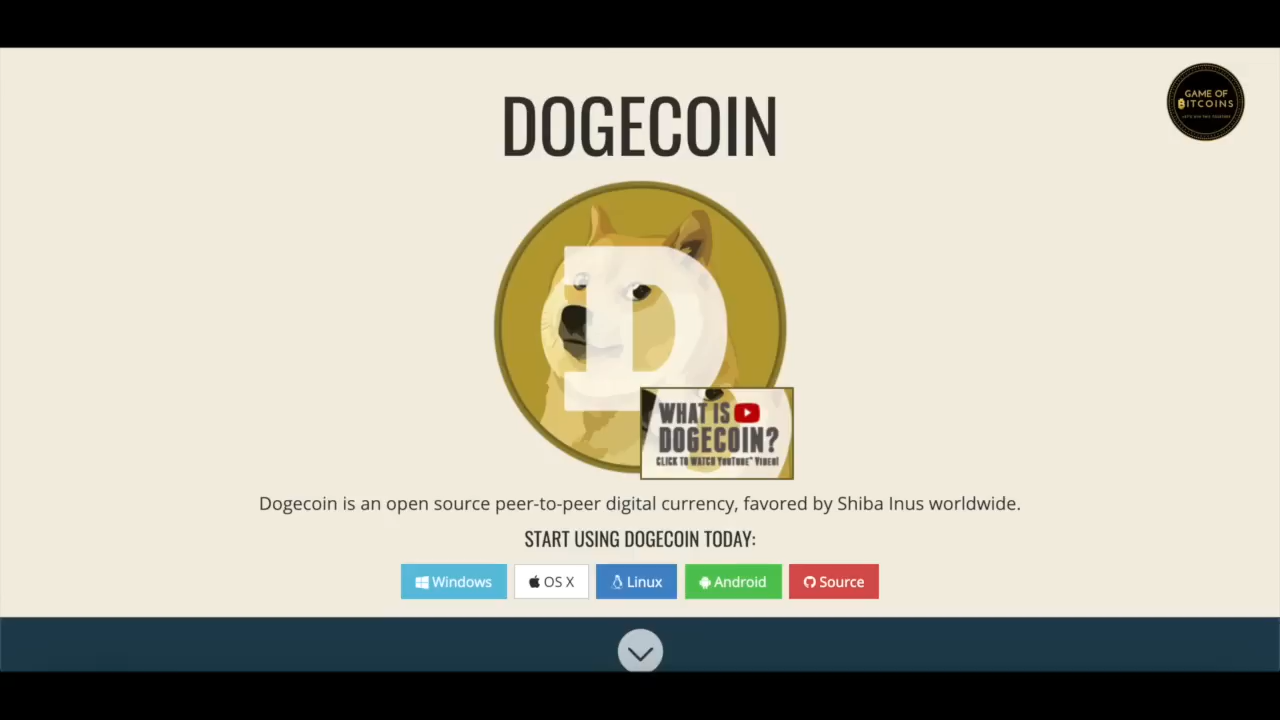 DOGECOIN
GAME OF
BITCOINS
D
WHAT IS
DOGECOIN?
CLICK TO WATCH YouTube™ Video!
Dogecoin is an open source peer-to-peer digital currency, favored by Shiba Inus worldwide.
START USING DOGECOIN TODAY:
Windows OS X Linux Android Source